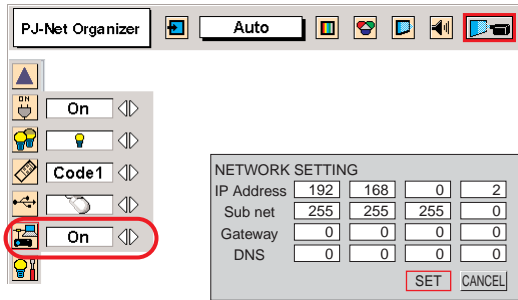 PJ-Net Organizer Auto
ON
On
Code1
On
NETWORK SETTING
IP Address 192 168 0 2
Sub net 255 255 255 0
Gateway 0 0 0 0
DNS 0 0 0 0
SET CANCEL